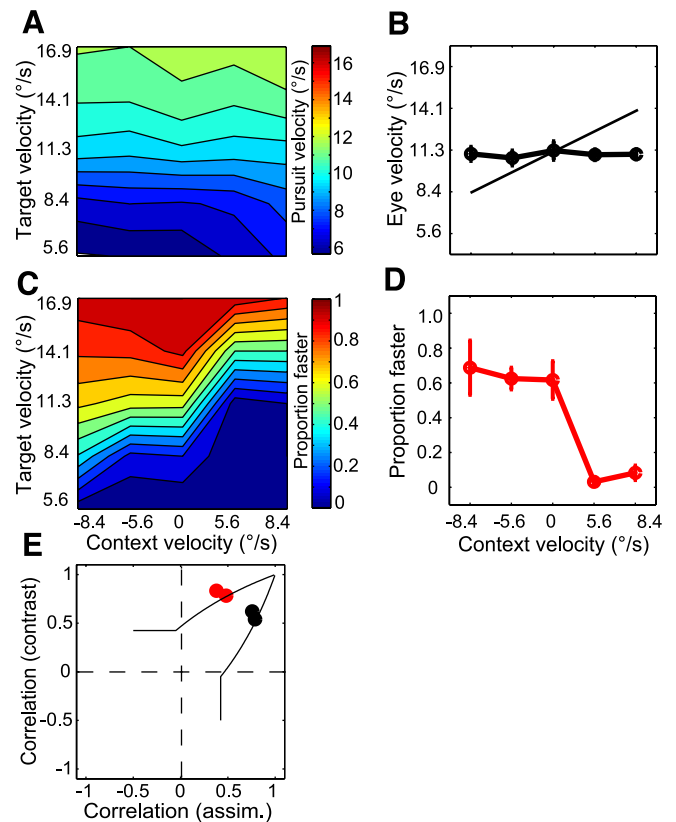 A
16.9
14.1
11.3
8.4
5.6
Target velocity (°/s)
16
14
12
10
8
6
Pursuit velocity (°/s)
B
16.9
14.1
11.3
8.4
5.6
Eye velocity (°/s)
C
16.9
14.1
11.3
8.4
5.6
Target velocity (°/s)
-8.4 -5.6 0 5.6 8.4
Context velocity (°/s)
1
0.8
0.6
0.4
0.2
0
Proportion faster
D
1.0
0.8
0.6
0.4
0.2
0
Proportion faster
-8.4 -5.6 0 5.6 8.4
Context velocity (°/s)
E
1
0.5
0
-0.5
-1
Correlation (contrast)
-1 -0.5 0 0.5 1
Correlation (assim.)